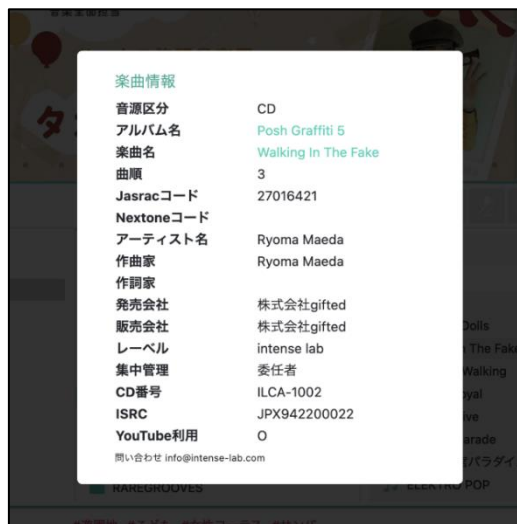 楽曲情報
音源区分 CD
アルバム名 Posh Graffiti 5
楽曲名 Walking In The Fake
曲順 3
Jasracコード 27016421
Nextoneコード
アーティスト名 Ryoma Maeda
作曲家 Ryoma Maeda
作詞家
発売会社 株式会社gifted
販売会社 株式会社gifted
レーベル intense lab
集中管理 委任者
CD番号 ILCA-1002
ISRC JPX942200022
YouTube利用 O
問い合わせ info@intense-lab.com
Dolls
The Fake
Walking
arade
RAREGROOVES
ELEKTRO POP